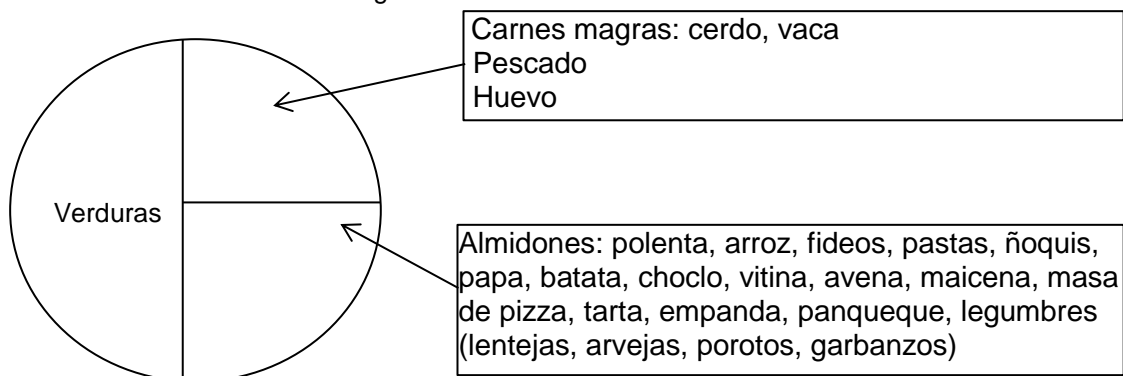 Carnes magras: cerdo, vaca
Pescado
Huevo
Verduras
Almidones: polenta, arroz, fideos, pastas, ñoquis,
papa, batata, choclo, vitina, avena, maicena, masa
de pizza, tarta, empanda, panqueque, legumbres
(lentejas, arvejas, porotos, garbanzos)